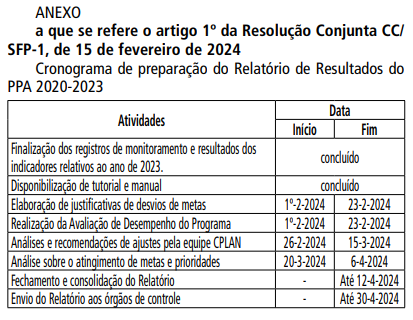 ANEXO
a que se refere o artigo 1º da Resolução Conjunta CC/
SFP-1, de 15 de fevereiro de 2024
Cronograma de preparação do Relatório de Resultados do
PPA 2020-2023
Atividades Data
Início Fim
Finalização dos registros de monitoramento e resultados dos
indicadores relativos ao ano de 2023. concluído
Disponibilização de tutorial e manual concluído
Elaboração de justificativas de desvios de metas 1º-2-2024 23-2-2024
Realização da Avaliação de Desempenho do Programa 1º-2-2024 23-2-2024
Análises e recomendações de ajustes pela equipe CPLAN 26-2-2024 15-3-2024
Análise sobre o atingimento de metas e prioridades 20-3-2024 6-4-2024
Fechamento e consolidação do Relatório - Até 12-4-2024
Envio do Relatório aos órgãos de controle - Até 30-4-2024